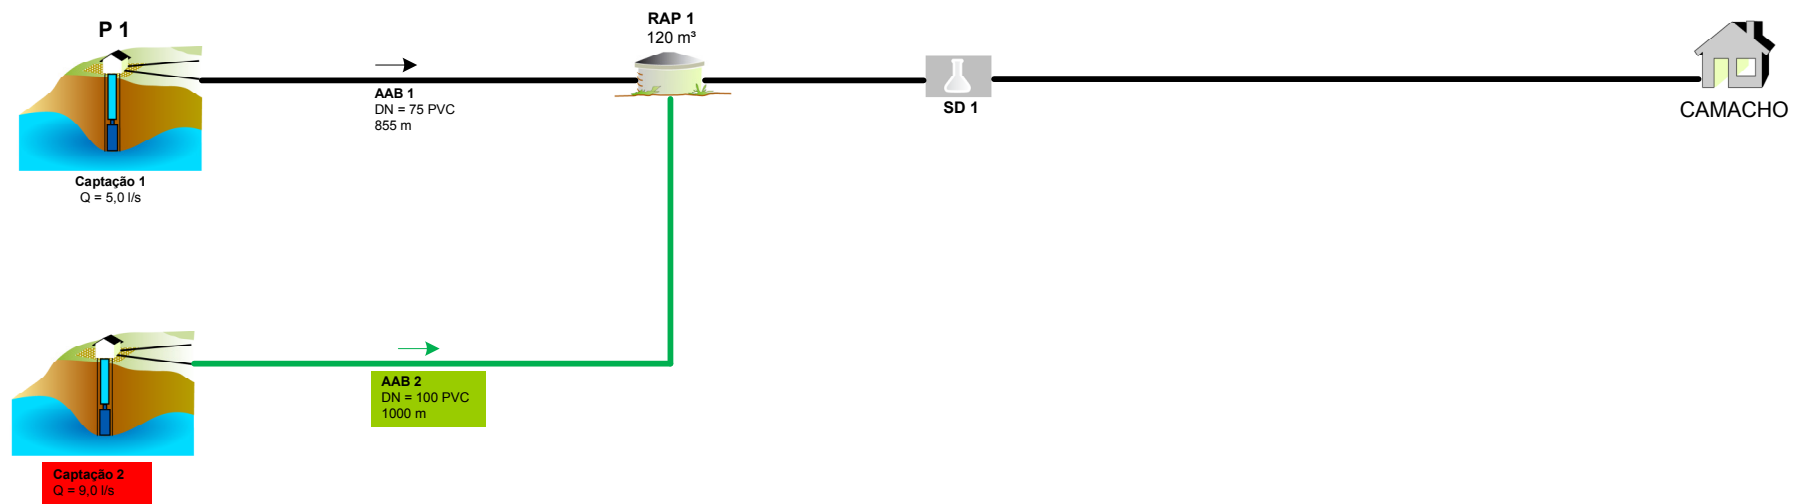 P 1
RAP 1
120 m³
AAB 1
DN = 75 PVC
855 m
SD 1
CAMACHO
Captação 1
Q = 5,0 l/s
AAB 2
DN = 100 PVC
1000 m
Captação 2
Q = 9,0 l/s